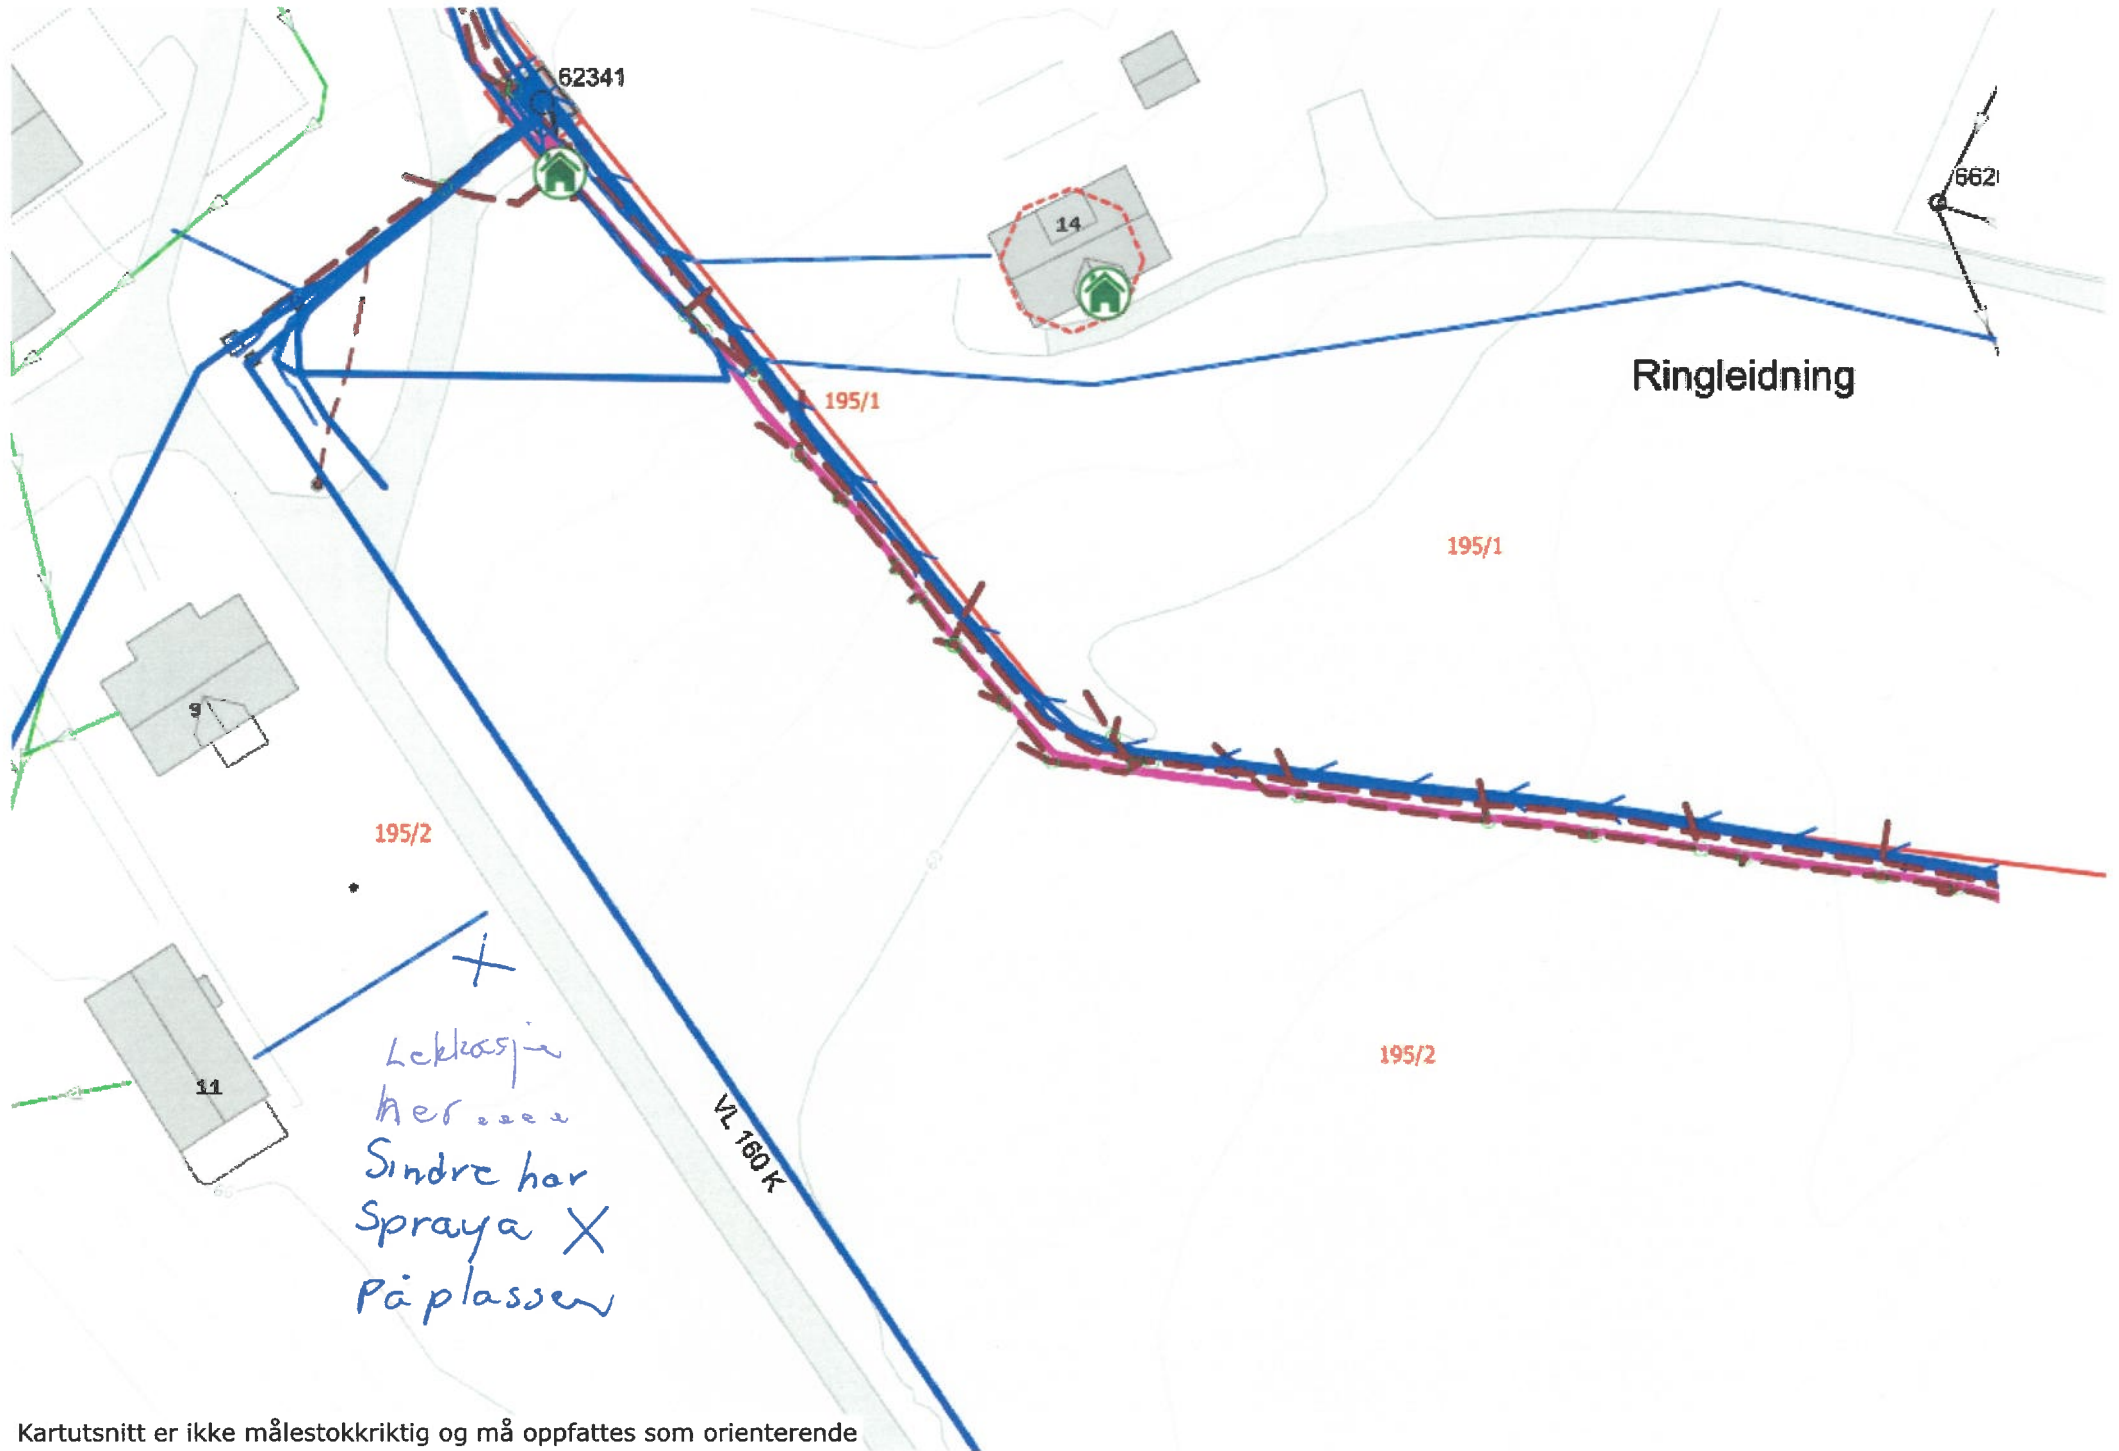 62341
662
14
Ringleidning
195/1
195/1
9
195/2
11
Lekkasje
her....
Sindre har
Spraya X
På plassen
VL 160 K
195/2
Kartutsnitt er ikke målestokkriktig og må oppfattes som orienterende